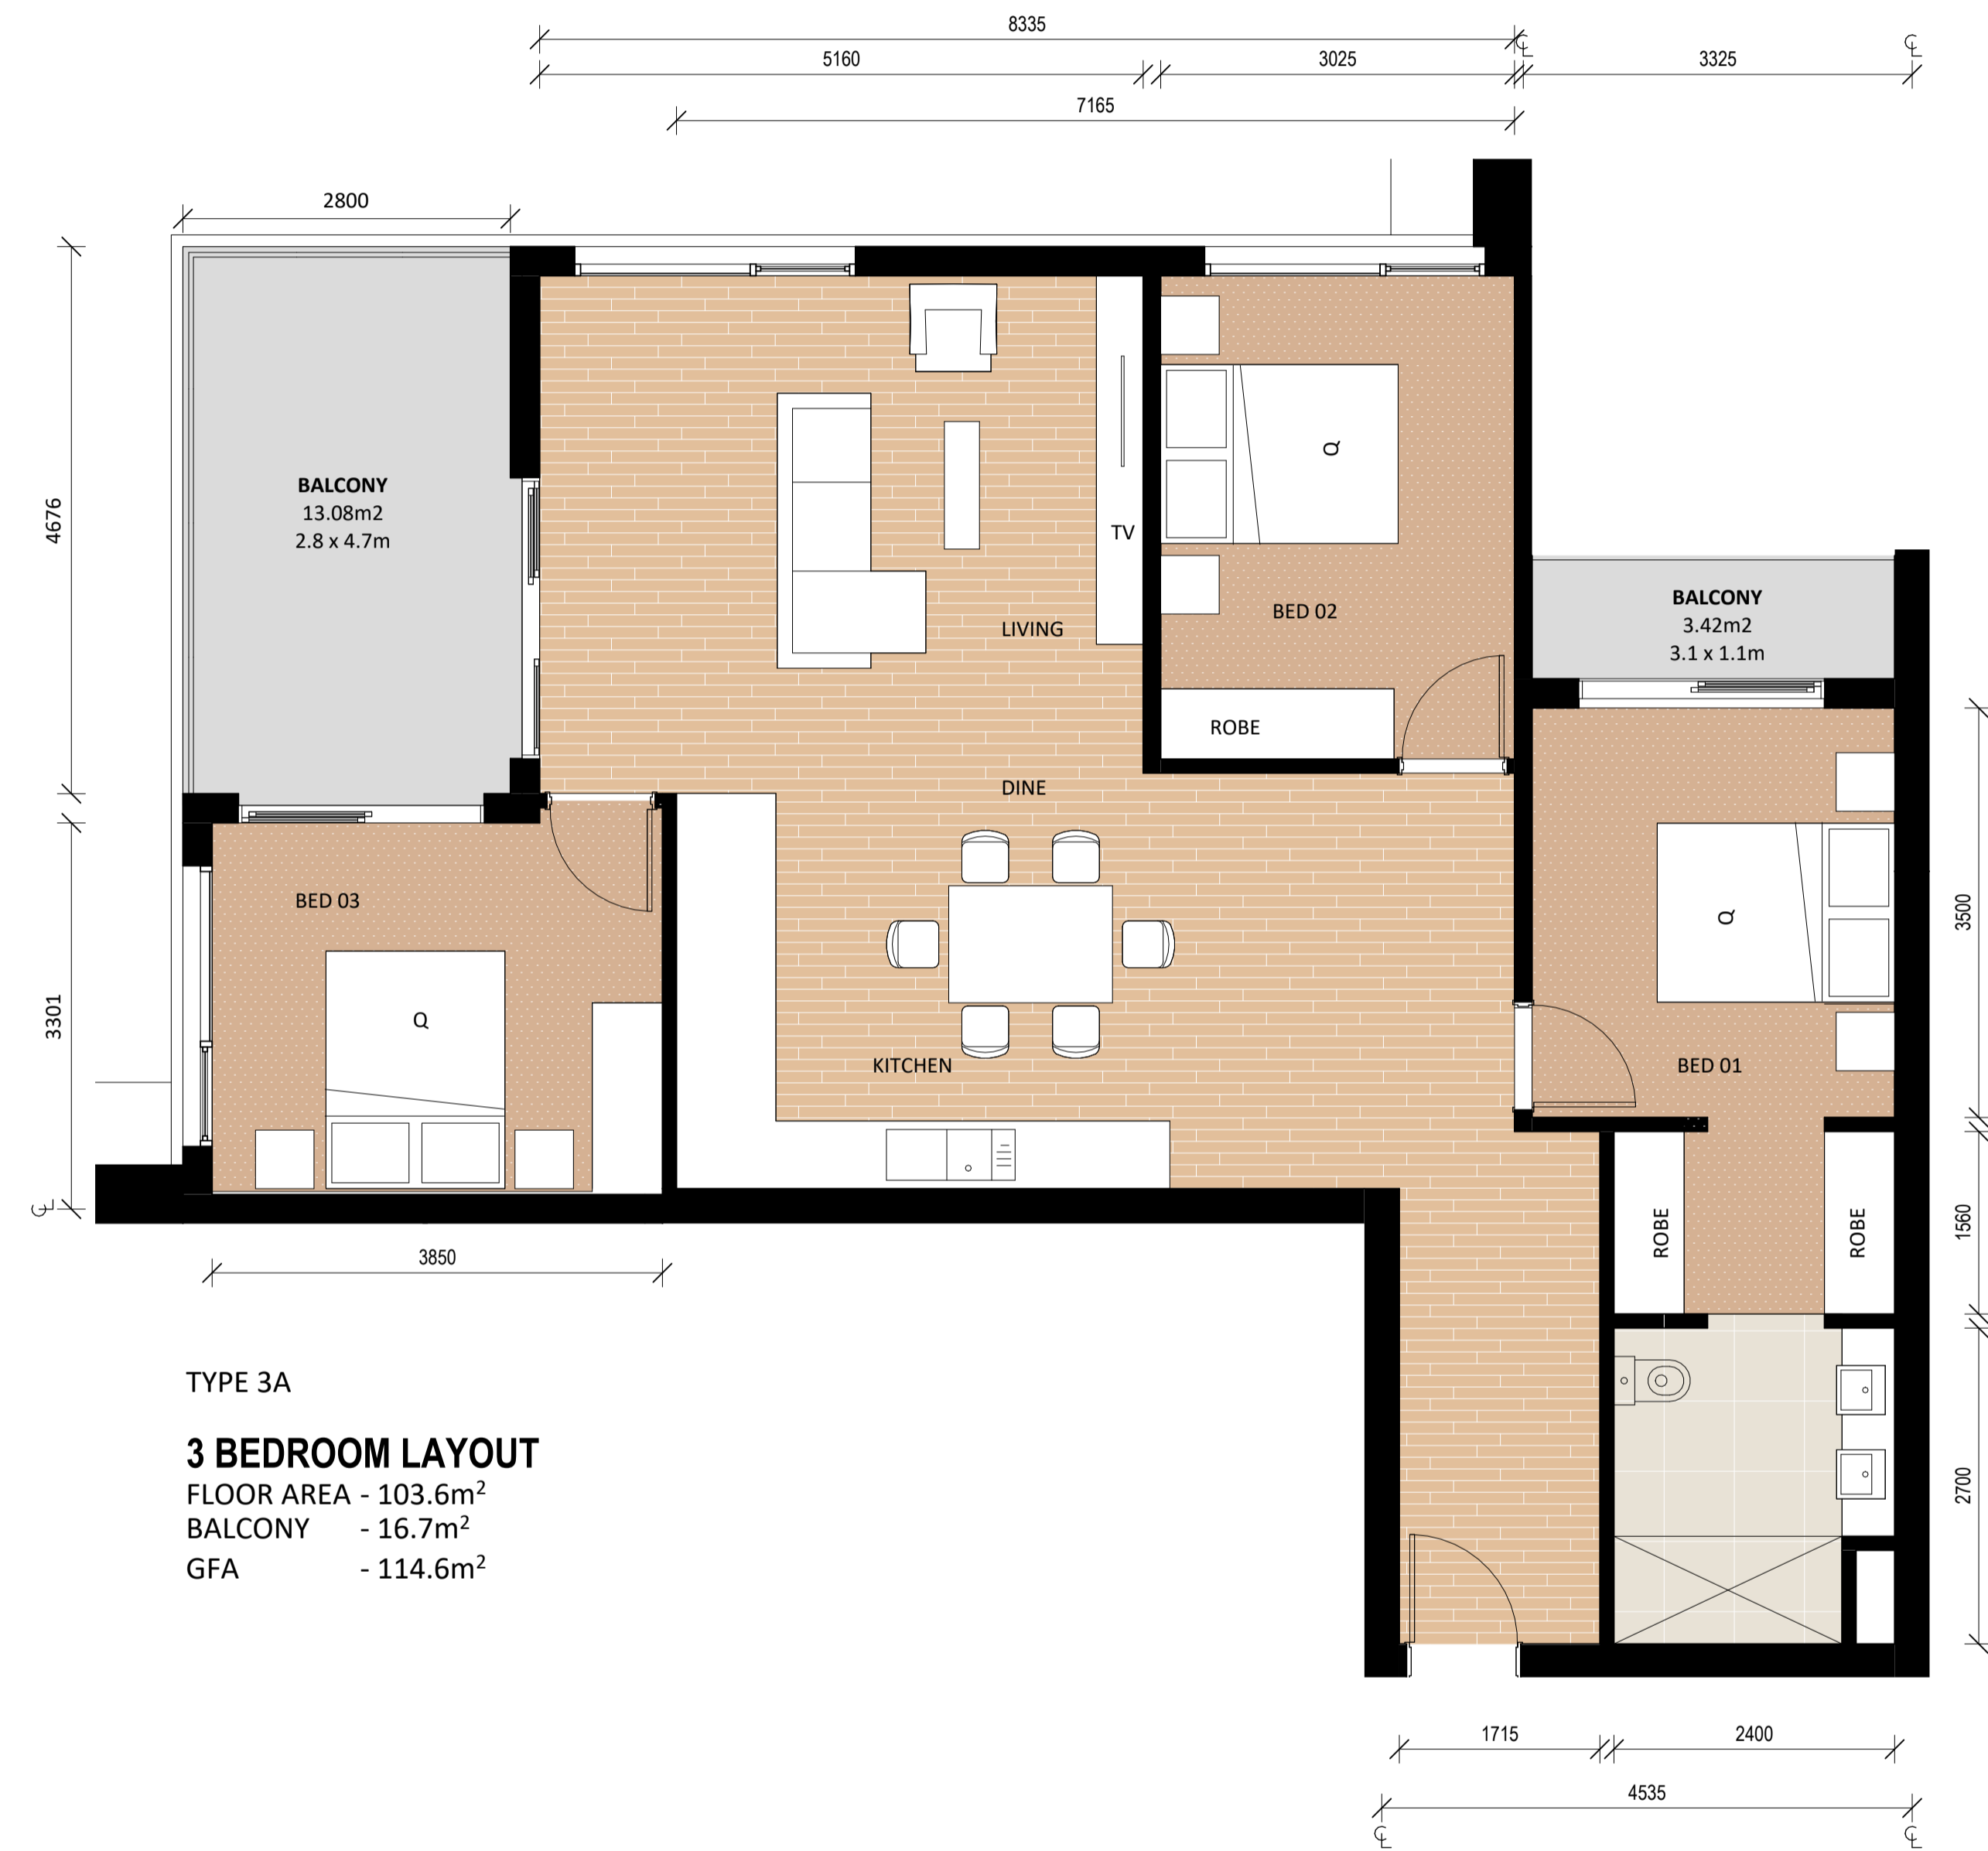 8335
5160
3025
3325
7165
2800
4676
BALCONY
13.08m2
2.8 x 4.7m
TV
LIVING
Q
BED 02
ROBE
BALCONY
3.42m2
3.1 x 1.1m
DINE
BED 03
Q
3301
KITCHEN
Q
BED 01
3500
ROBE
ROBE
1560
3850
2700
TYPE 3A
3 BEDROOM LAYOUT
FLOOR AREA - 103.6m²
BALCONY - 16.7m²
GFA - 114.6m²
1715
2400
4535